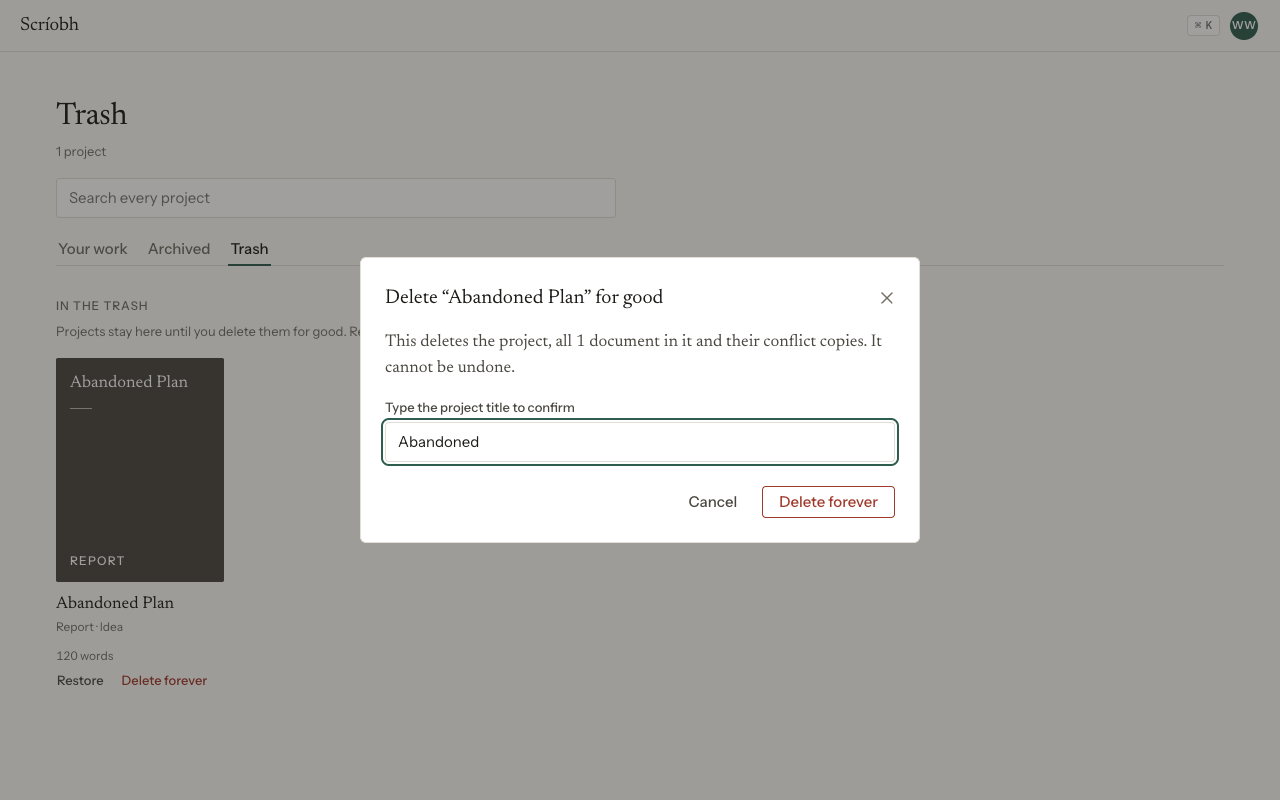 Scríobh
⌘ K
WW
Trash
1 project
Search every project
Your work
Archived
Trash
IN THE TRASH
Projects stay here until you delete them for good.
Abandoned Plan
REPORT
Abandoned Plan
Report · Idea
120 words
Restore
Delete forever
Delete “Abandoned Plan” for good
This deletes the project, all 1 document in it and their conflict copies. It
cannot be undone.
Type the project title to confirm
Abandoned
Cancel
Delete forever